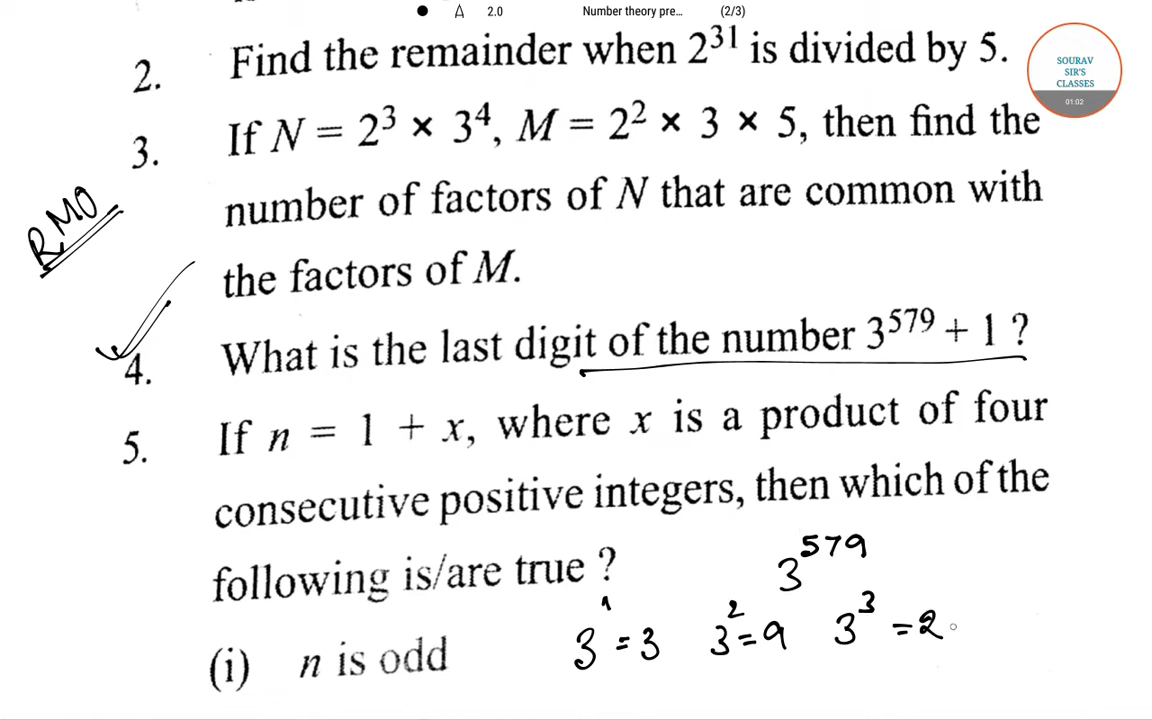 2.0 Number theory pre... (2/3)
2. Find the remainder when 2^31 is divided by 5.
SOURAV
SIR'S
CLASSES
01:02
3. If N = 2^3 × 3^4, M = 2^2 × 3 × 5, then find the
number of factors of N that are common with
RMO
the factors of M.
4. What is the last digit of the number 3^579 + 1 ?
5. If n = 1 + x, where x is a product of four
consecutive positive integers, then which of the
following is/are true ?
3^579
3^1 = 3 3^2 = 9 3^3 = 2
(i) n is odd